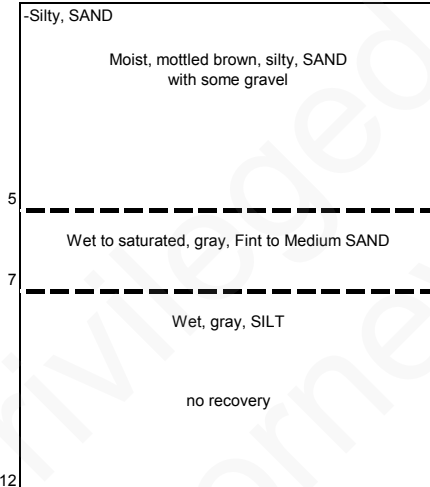 -Silty, SAND
Moist, mottled brown, silty, SAND
with some gravel
5
Wet to saturated, gray, Fint to Medium SAND
7
Wet, gray, SILT
no recovery
12